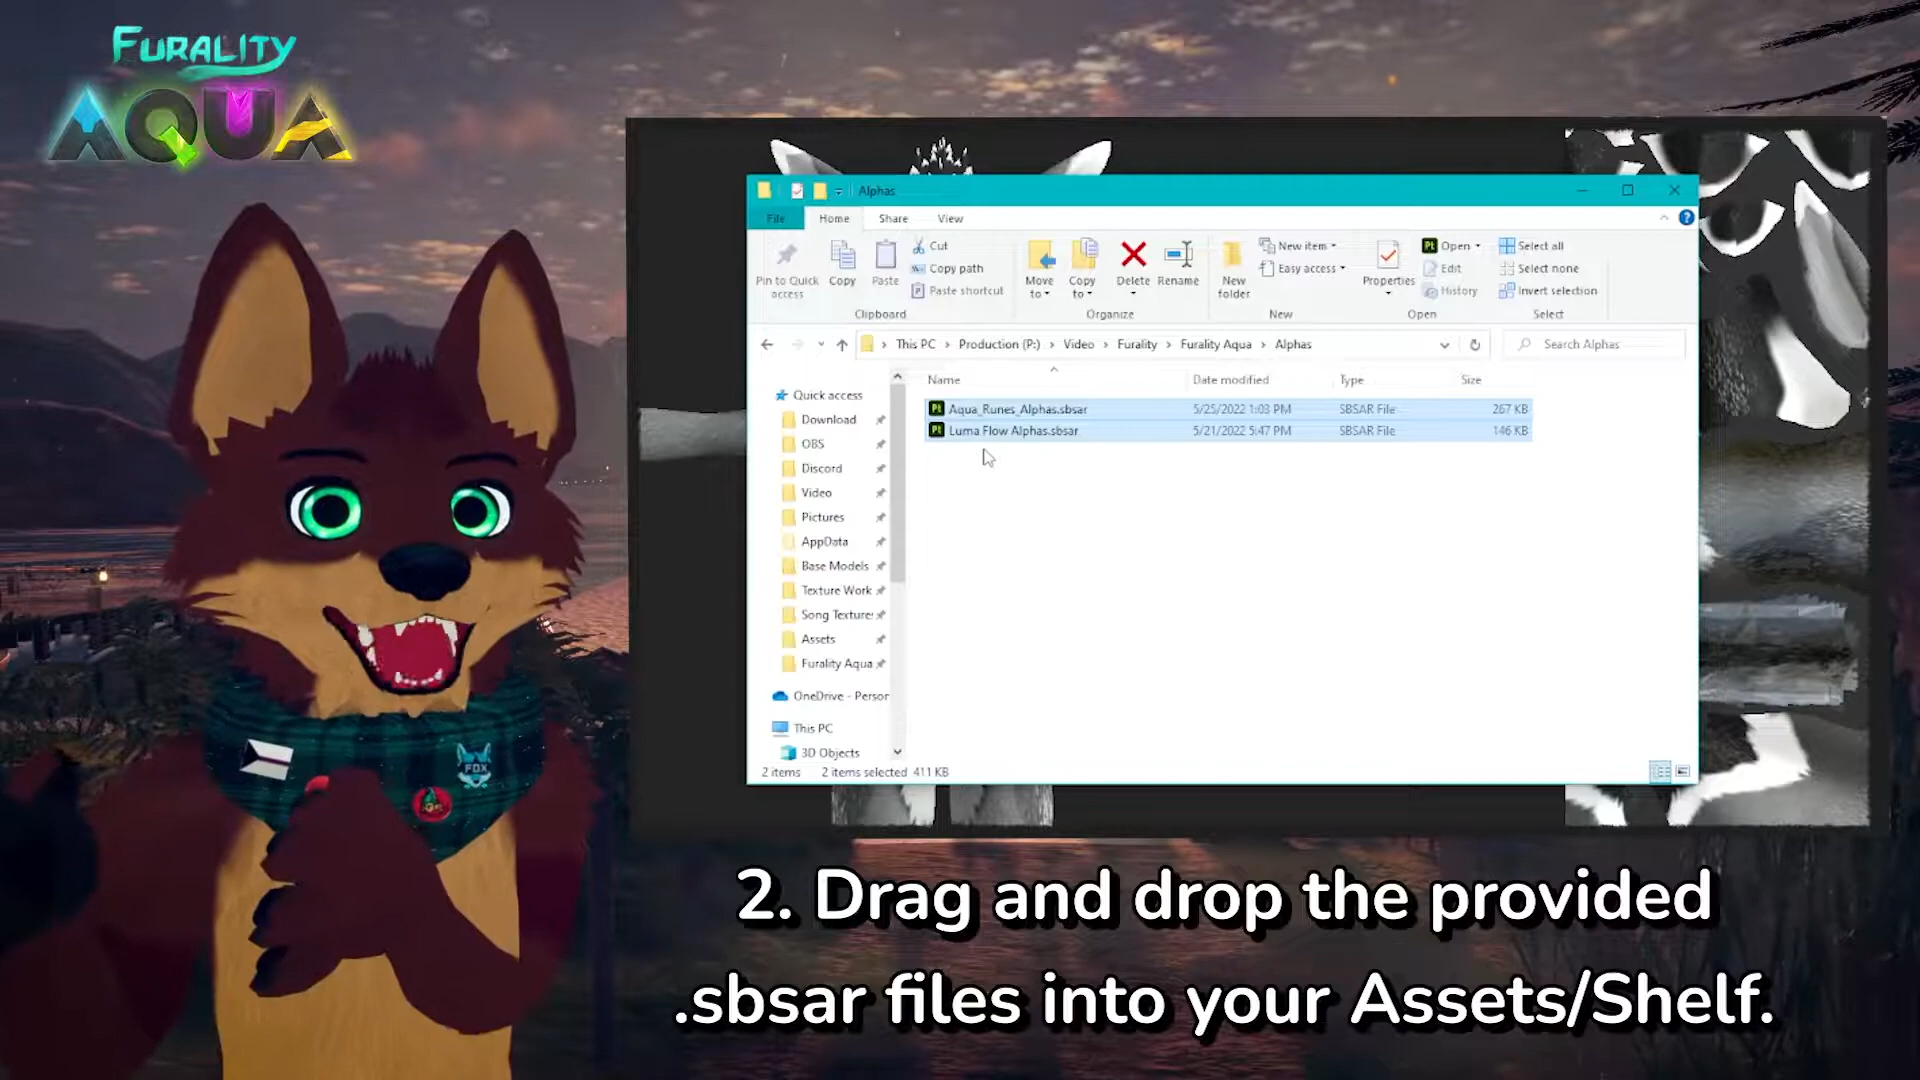 FURALITY
AQUA
Alphas
File Home Share View
Pin to Quick access
Copy
Paste
Cut
Copy path
Paste shortcut
Clipboard
Move to
Copy to
Delete
Rename
Organize
New folder
New item
Easy access
New
Properties
Open
Edit
History
Open
Select all
Select none
Invert selection
Select
This PC > Production (P:) > Video > Furality > Furality Aqua > Alphas
Search Alphas
Name Date modified Type Size
Aqua_Runes_Alphas.sbsar 5/25/2022 1:03 PM SBSAR File 267 KB
Luma Flow Alphas.sbsar 5/21/2022 5:47 PM SBSAR File 146 KB
Quick access
Download
OBS
Discord
Video
Pictures
AppData
Base Models
Texture Work
Song Texture
Assets
Furality Aqua
OneDrive - Person
This PC
3D Objects
2 items 2 items selected 411 KB
FOX
2. Drag and drop the provided
.sbsar files into your Assets/Shelf.